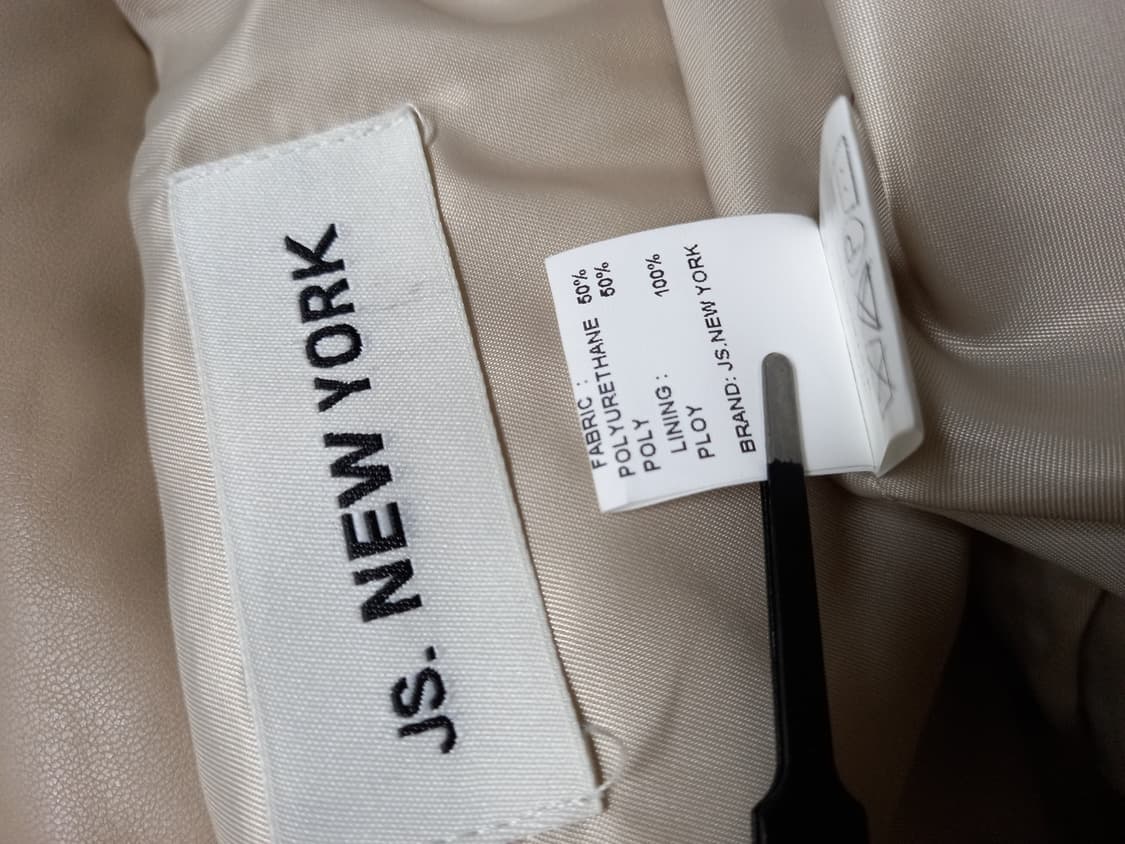 JS. NEW YORK
FABRIC :
POLYURETHANE 50%
POLY 50%
LINING :
PLOY 100%
BRAND: JS.NEW YORK